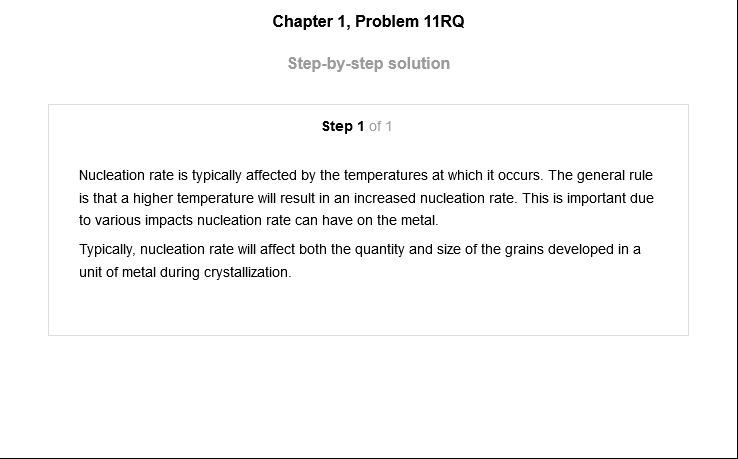 Chapter 1, Problem 11RQ
Step-by-step solution
Step 1 of 1
Nucleation rate is typically affected by the temperatures at which it occurs. The general rule
is that a higher temperature will result in an increased nucleation rate. This is important due
to various impacts nucleation rate can have on the metal.
Typically, nucleation rate will affect both the quantity and size of the grains developed in a
unit of metal during crystallization.